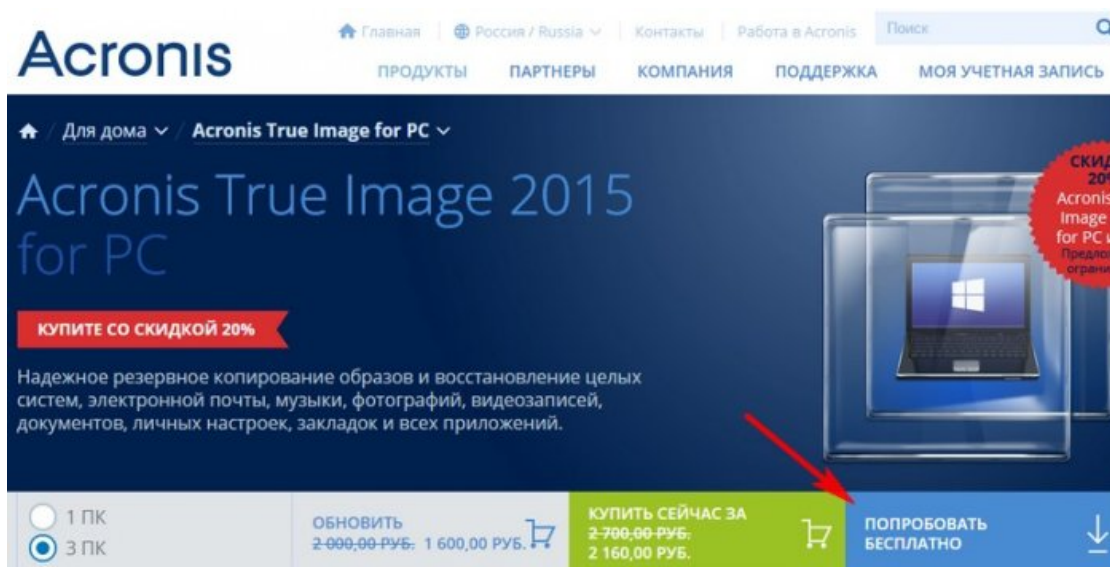 Acronis
Главная
Россия / Russia
Контакты
Работа в Acronis
Поиск
ПРОДУКТЫ
ПАРТНЕРЫ
КОМПАНИЯ
ПОДДЕРЖКА
МОЯ УЧЕТНАЯ ЗАПИСЬ
/ Для дома / Acronis True Image for PC
Acronis True Image 2015
for PC
КУПИТЕ СО СКИДКОЙ 20%
Надежное резервное копирование образов и восстановление целых
систем, электронной почты, музыки, фотографий, видеозаписей,
документов, личных настроек, закладок и всех приложений.
Acronis
Image
for PC
1 ПК
3 ПК
ОБНОВИТЬ
2 000,00 РУБ. 1 600,00 РУБ.
КУПИТЬ СЕЙЧАС ЗА
2 700,00 РУБ.
2 160,00 РУБ.
ПОПРОБОВАТЬ
БЕСПЛАТНО